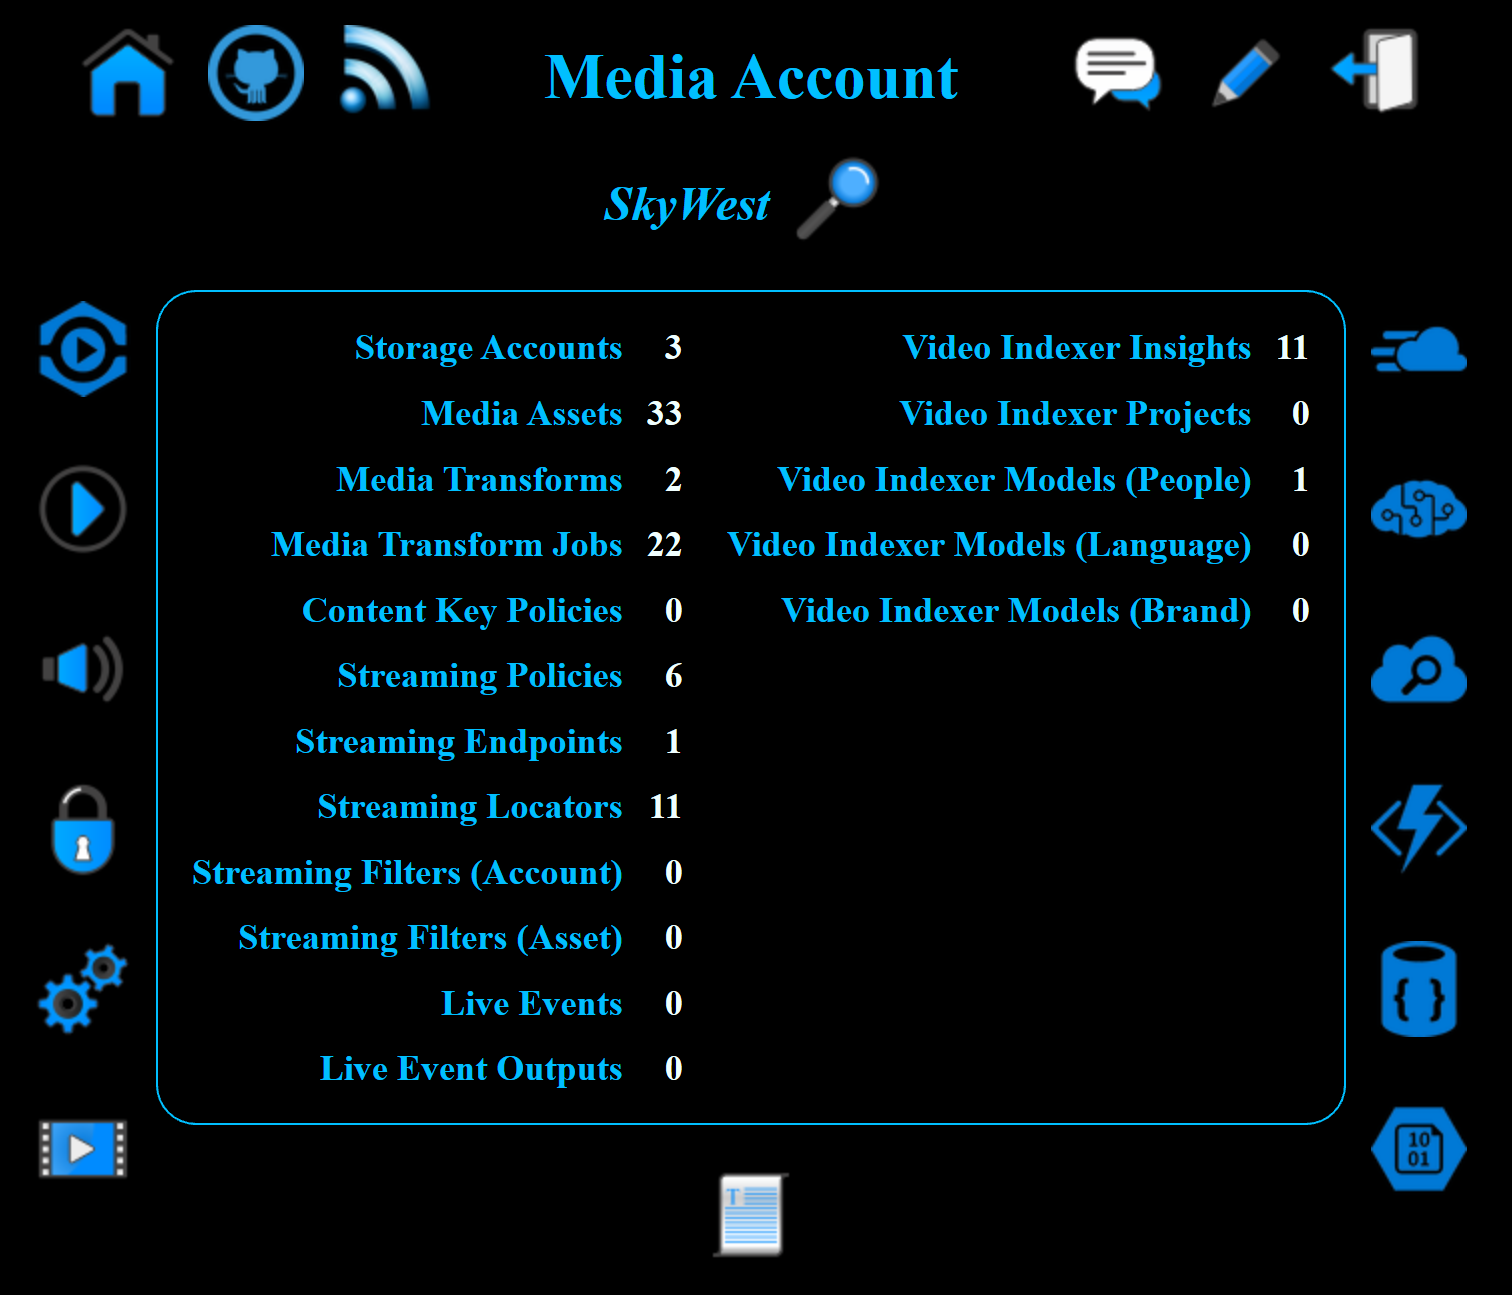 Media Account
SkyWest
Storage Accounts 3
Media Assets 33
Media Transforms 2
Media Transform Jobs 22
Content Key Policies 0
Streaming Policies 6
Streaming Endpoints 1
Streaming Locators 11
Streaming Filters (Account) 0
Streaming Filters (Asset) 0
Live Events 0
Live Event Outputs 0
Video Indexer Insights 11
Video Indexer Projects 0
Video Indexer Models (People) 1
Video Indexer Models (Language) 0
Video Indexer Models (Brand) 0
{ }
10
01
T